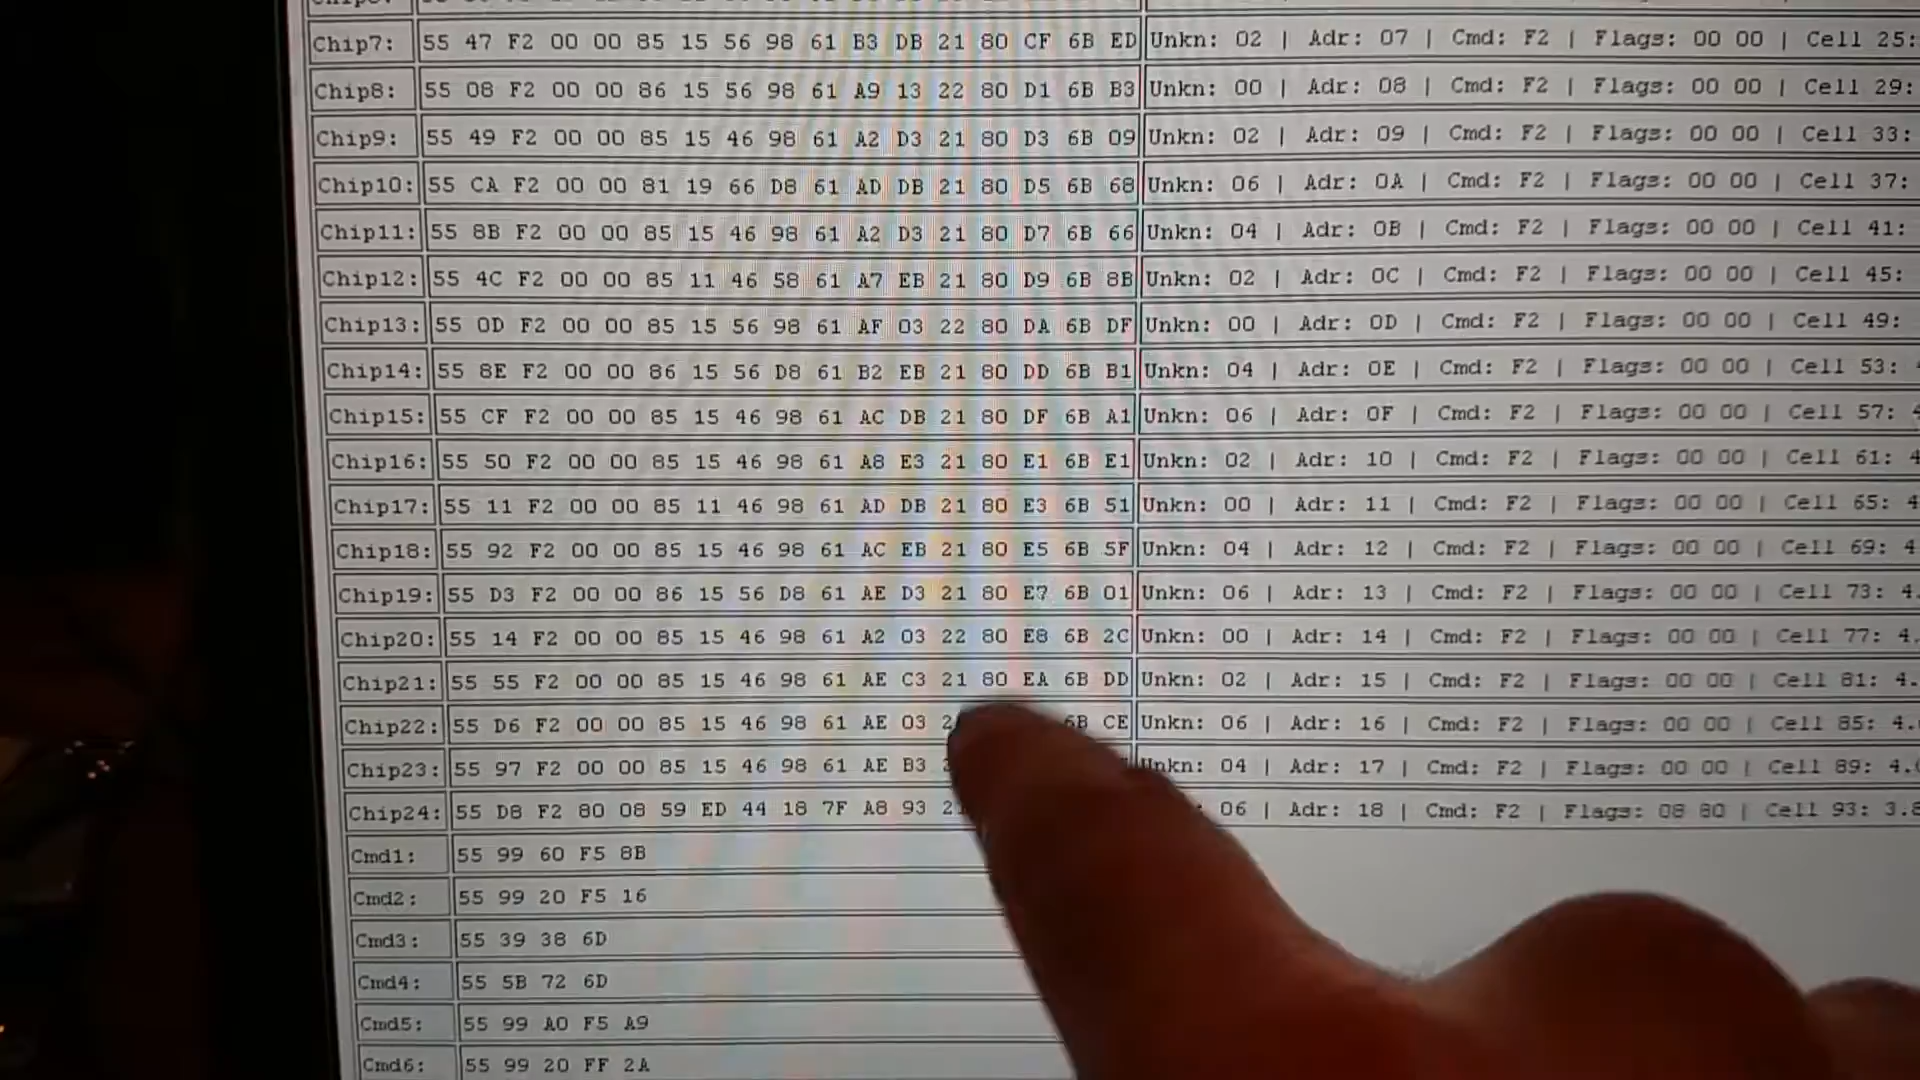 Chip7: 55 47 F2 00 00 85 15 56 98 61 B3 DB 21 80 CF 6B ED Unkn: 02 | Adr: 07 | Cmd: F2 | Flags: 00 00 | Cell 25:
Chip8: 55 08 F2 00 00 86 15 56 98 61 A9 13 22 80 D1 6B B3 Unkn: 00 | Adr: 08 | Cmd: F2 | Flags: 00 00 | Cell 29:
Chip9: 55 49 F2 00 00 85 15 46 98 61 A2 D3 21 80 D3 6B 09 Unkn: 02 | Adr: 09 | Cmd: F2 | Flags: 00 00 | Cell 33:
Chip10: 55 CA F2 00 00 81 19 66 D8 61 AD DB 21 80 D5 6B 68 Unkn: 06 | Adr: 0A | Cmd: F2 | Flags: 00 00 | Cell 37:
Chip11: 55 8B F2 00 00 85 15 46 98 61 A2 D3 21 80 D7 6B 66 Unkn: 04 | Adr: 0B | Cmd: F2 | Flags: 00 00 | Cell 41:
Chip12: 55 4C F2 00 00 85 11 46 58 61 A7 EB 21 80 D9 6B 8B Unkn: 02 | Adr: 0C | Cmd: F2 | Flags: 00 00 | Cell 45:
Chip13: 55 0D F2 00 00 85 15 56 98 61 AF 03 22 80 DA 6B DF Unkn: 00 | Adr: 0D | Cmd: F2 | Flags: 00 00 | Cell 49:
Chip14: 55 8E F2 00 00 86 15 56 D8 61 B2 EB 21 80 DD 6B B1 Unkn: 04 | Adr: 0E | Cmd: F2 | Flags: 00 00 | Cell 53:
Chip15: 55 CF F2 00 00 85 15 46 98 61 AC DB 21 80 DF 6B A1 Unkn: 06 | Adr: 0F | Cmd: F2 | Flags: 00 00 | Cell 57:
Chip16: 55 50 F2 00 00 85 15 46 98 61 A8 E3 21 80 E1 6B E1 Unkn: 02 | Adr: 10 | Cmd: F2 | Flags: 00 00 | Cell 61: 4
Chip17: 55 11 F2 00 00 85 11 46 98 61 AD DB 21 80 E3 6B 51 Unkn: 00 | Adr: 11 | Cmd: F2 | Flags: 00 00 | Cell 65: 4
Chip18: 55 92 F2 00 00 85 15 46 98 61 AC EB 21 80 E5 6B 5F Unkn: 04 | Adr: 12 | Cmd: F2 | Flags: 00 00 | Cell 69: 4
Chip19: 55 D3 F2 00 00 86 15 56 D8 61 AE D3 21 80 E7 6B 01 Unkn: 06 | Adr: 13 | Cmd: F2 | Flags: 00 00 | Cell 73: 4.
Chip20: 55 14 F2 00 00 85 15 46 98 61 A2 03 22 80 E8 6B 2C Unkn: 00 | Adr: 14 | Cmd: F2 | Flags: 00 00 | Cell 77: 4.
Chip21: 55 55 F2 00 00 85 15 46 98 61 AE C3 21 80 EA 6B DD Unkn: 02 | Adr: 15 | Cmd: F2 | Flags: 00 00 | Cell 81: 4.
Chip22: 55 D6 F2 00 00 85 15 46 98 61 AE 03 6B CE Unkn: 06 | Adr: 16 | Cmd: F2 | Flags: 00 00 | Cell 85: 4.
Chip23: 55 97 F2 00 00 85 15 46 98 61 AE B3 Unkn: 04 | Adr: 17 | Cmd: F2 | Flags: 00 00 | Cell 89: 4.
Chip24: 55 D8 F2 80 08 59 ED 44 18 7F A8 93 06 | Adr: 18 | Cmd: F2 | Flags: 08 80 | Cell 93: 3.8
Cmd1: 55 99 60 F5 8B
Cmd2: 55 99 20 F5 16
Cmd3: 55 39 38 6D
Cmd4: 55 5B 72 6D
Cmd5: 55 99 A0 F5 A9
Cmd6: 55 99 20 FF 2A